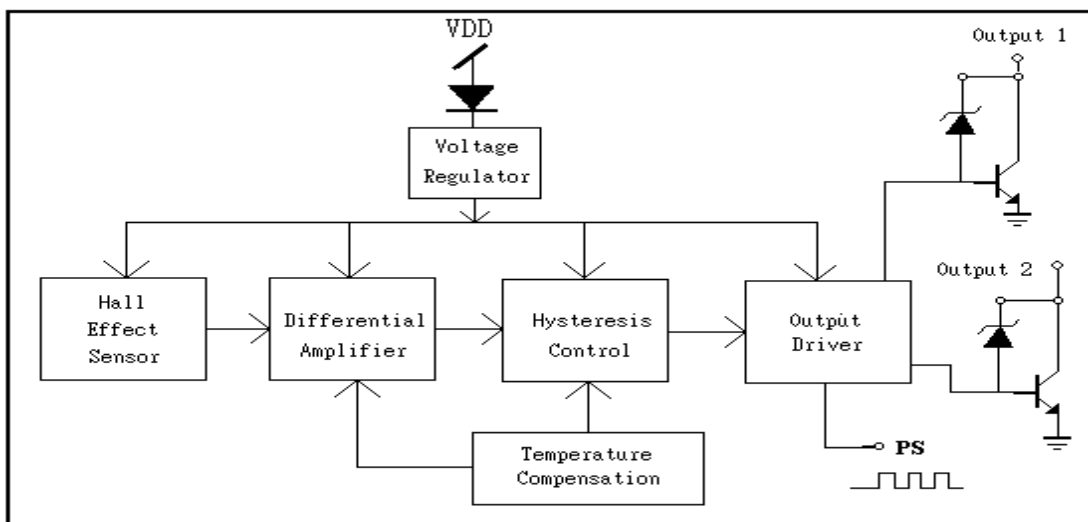 VDD
Output 1
Voltage
Regulator
Output 2
Hall
Effect
Sensor
Differential
Amplifier
Hysteresis
Control
Output
Driver
Temperature
Compensation
PS